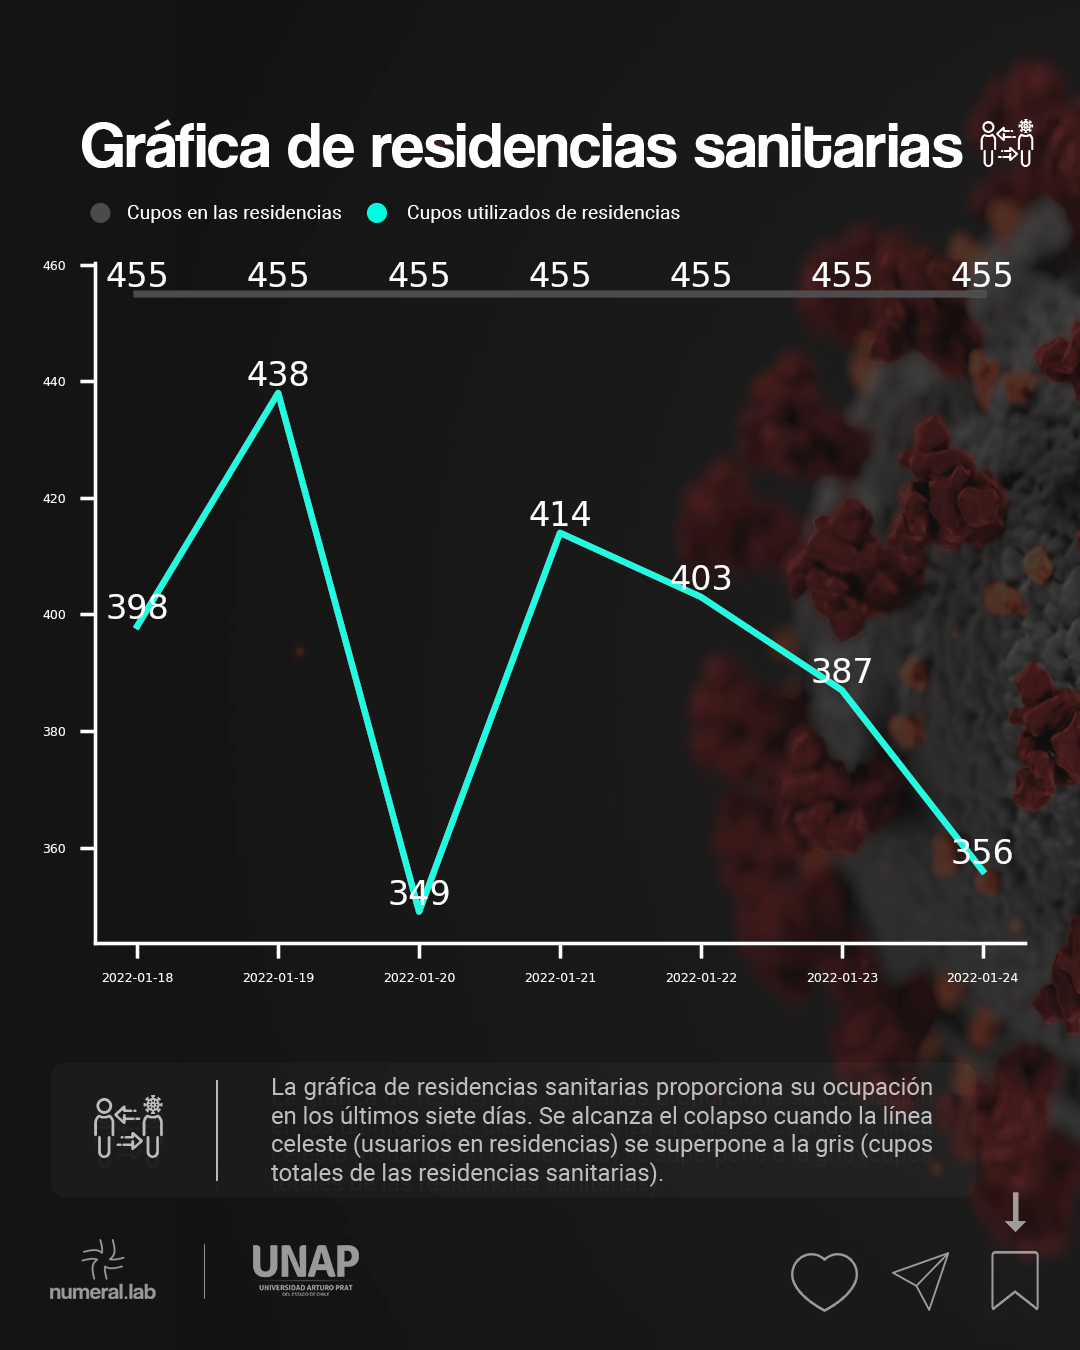 Gráfica de residencias sanitarias
Cupos en las residencias Cupos utilizados de residencias
460
455 455 455 455 455 455 455
438
440
420
414
403
398
400
387
380
356
360
349
2022-01-18 2022-01-19 2022-01-20 2022-01-21 2022-01-22 2022-01-23 2022-01-24
La gráfica de residencias sanitarias proporciona su ocupación
en los últimos siete días. Se alcanza el colapso cuando la línea
celeste (usuarios en residencias) se superpone a la gris (cupos
totales de las residencias sanitarias).
numeral.lab
UNAP
UNIVERSIDAD ARTURO PRAT
DEL ESTADO DE CHILE